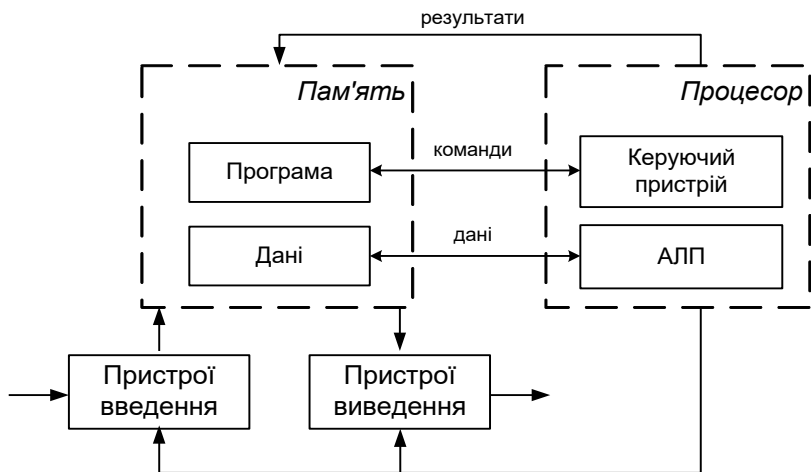 результати
Пам'ять
Процесор
Програма
команди
Керуючий
пристрій
Дані
дані
АЛП
Пристрої
введення
Пристрої
виведення